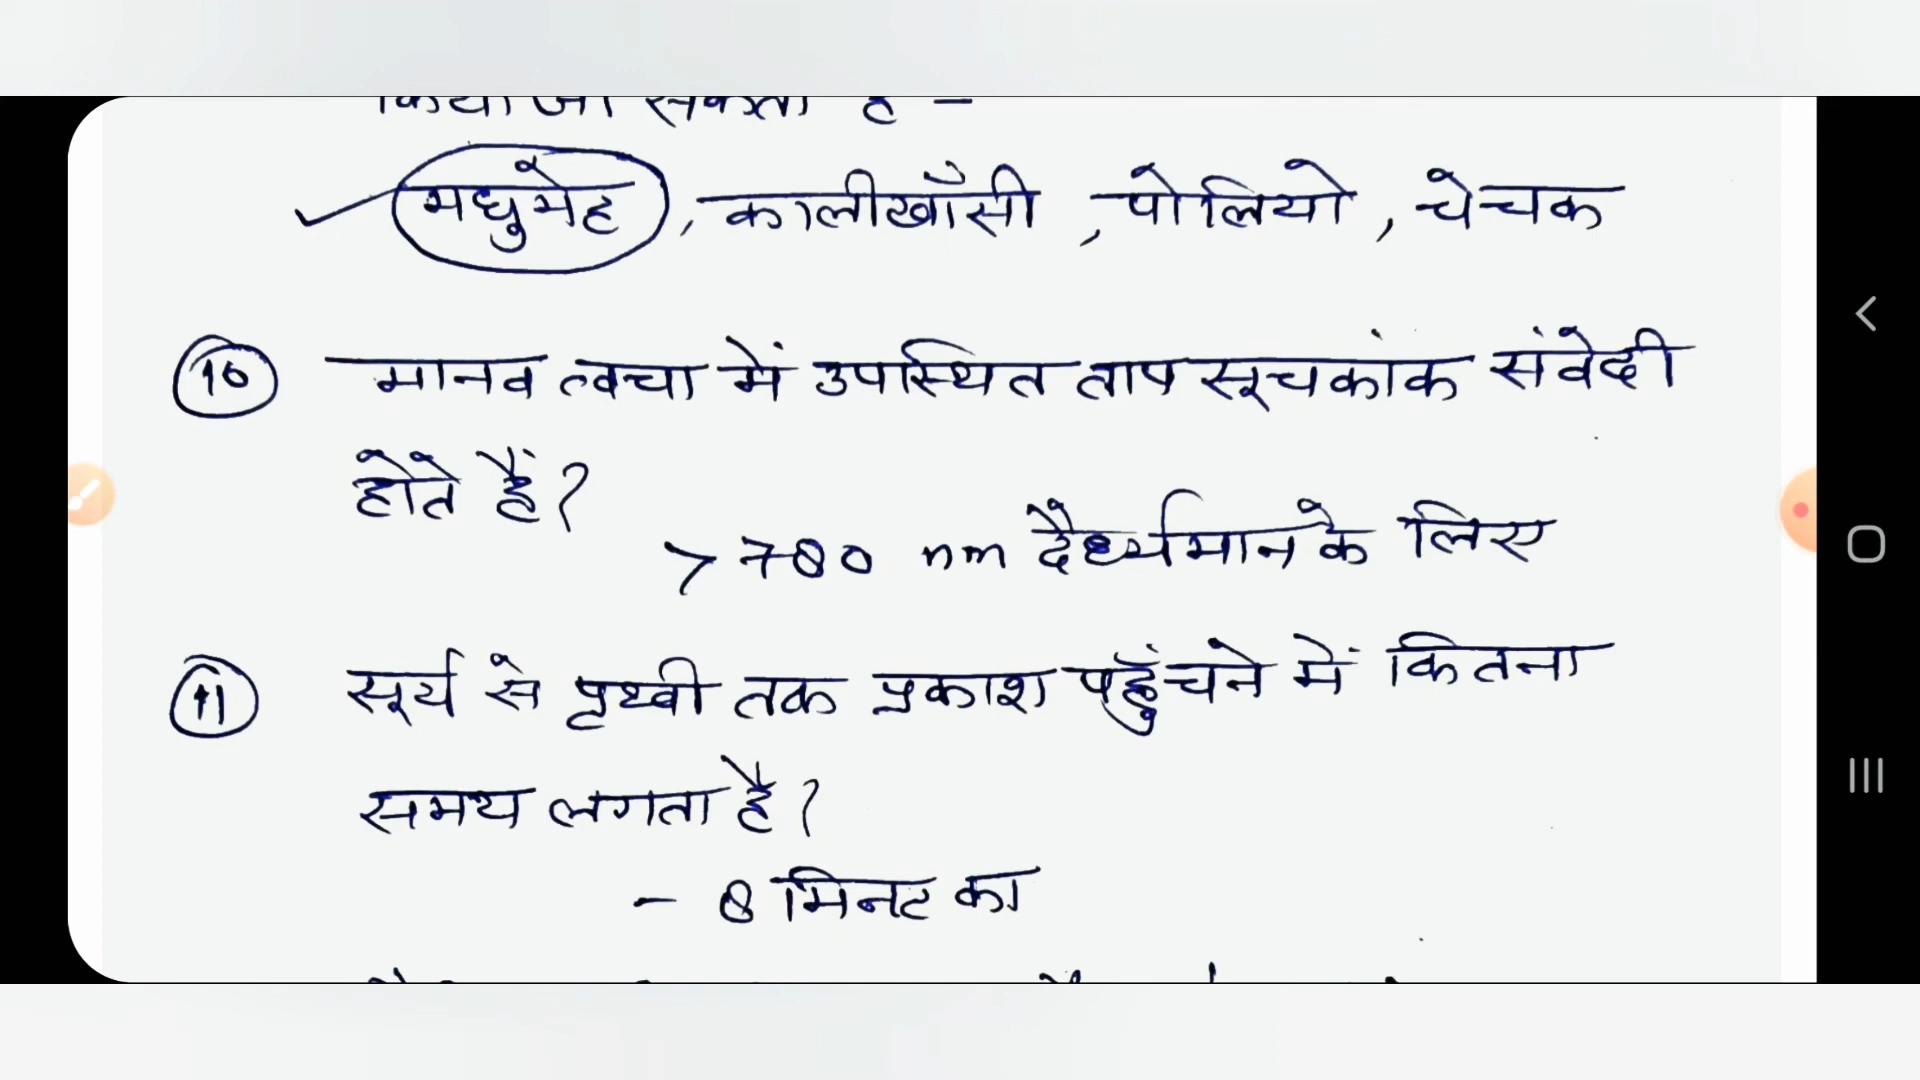 किया जा सकता है -
मधुमेह, कालीखाँसी, पोलियो, चेचक
10 मानव त्वचा में उपस्थित ताप सूचकांक संवेदी
होते हैं?
> 780 nm दैर्ध्यमान के लिए
11 सूर्य से पृथ्वी तक प्रकाश पहुँचने में कितना
समय लगता है?
- 8 मिनट का